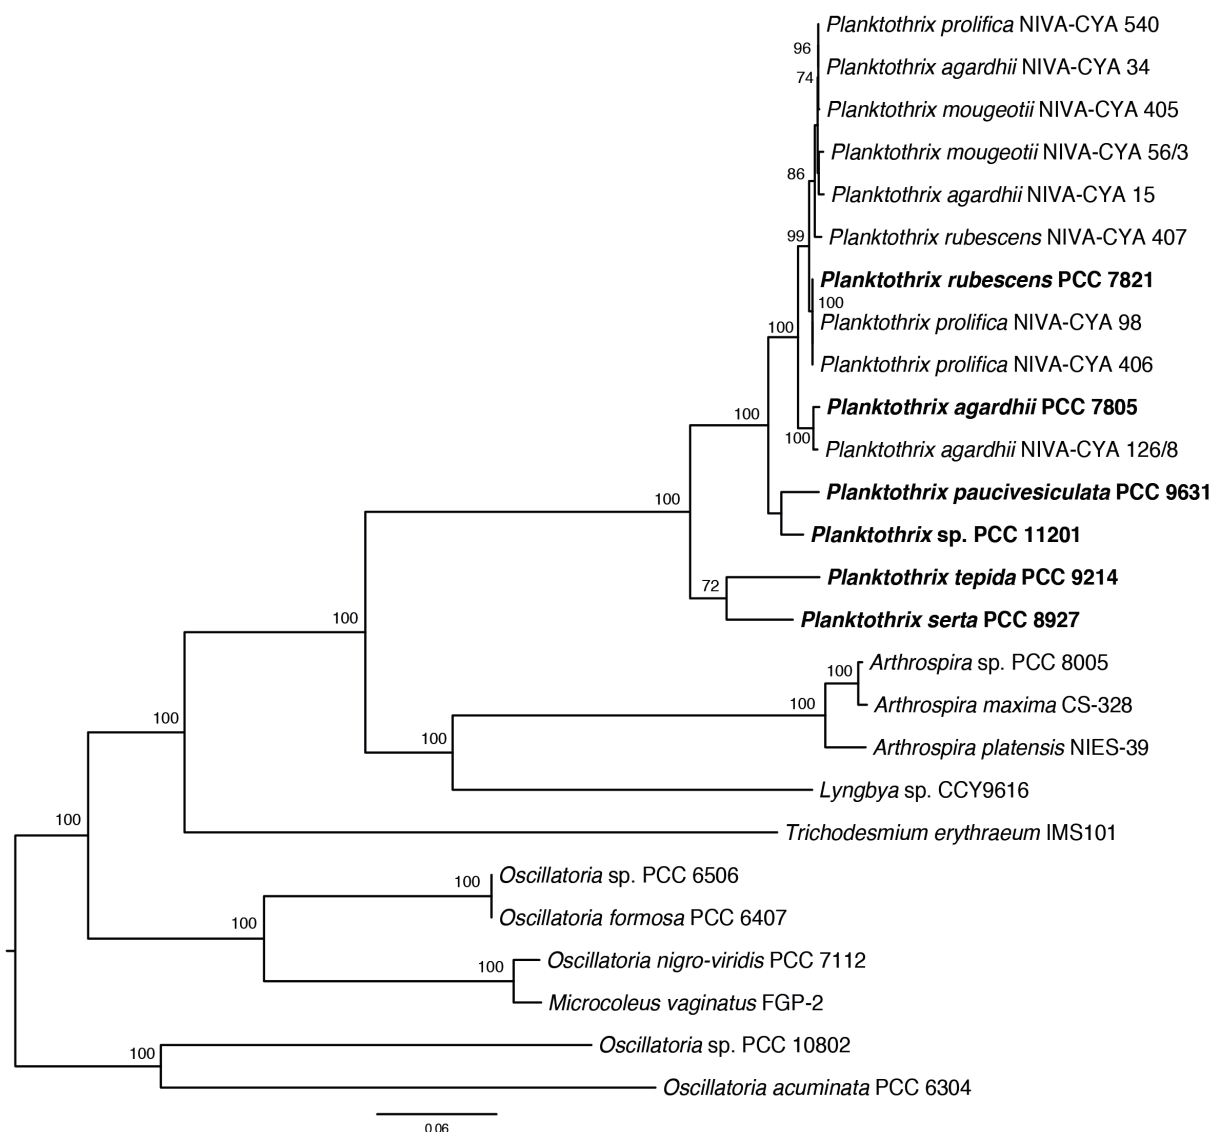 Planktothrix prolifica NIVA-CYA 540
96
Planktothrix agardhii NIVA-CYA 34
74
Planktothrix mougeotii NIVA-CYA 405
Planktothrix mougeotii NIVA-CYA 56/3
86
Planktothrix agardhii NIVA-CYA 15
99
Planktothrix rubescens NIVA-CYA 407
Planktothrix rubescens PCC 7821
100
Planktothrix prolifica NIVA-CYA 98
100
Planktothrix prolifica NIVA-CYA 406
Planktothrix agardhii PCC 7805
100
100
Planktothrix agardhii NIVA-CYA 126/8
Planktothrix paucivesiculata PCC 9631
100
Planktothrix sp. PCC 11201
Planktothrix tepida PCC 9214
72
Planktothrix serta PCC 8927
100
Arthrospira sp. PCC 8005
100
Arthrospira maxima CS-328
100
100
Arthrospira platensis NIES-39
100
Lyngbya sp. CCY9616
100
Trichodesmium erythraeum IMS101
Oscillatoria sp. PCC 6506
100
Oscillatoria formosa PCC 6407
100
Oscillatoria nigro-viridis PCC 7112
100
Microcoleus vaginatus FGP-2
Oscillatoria sp. PCC 10802
100
Oscillatoria acuminata PCC 6304
0.06